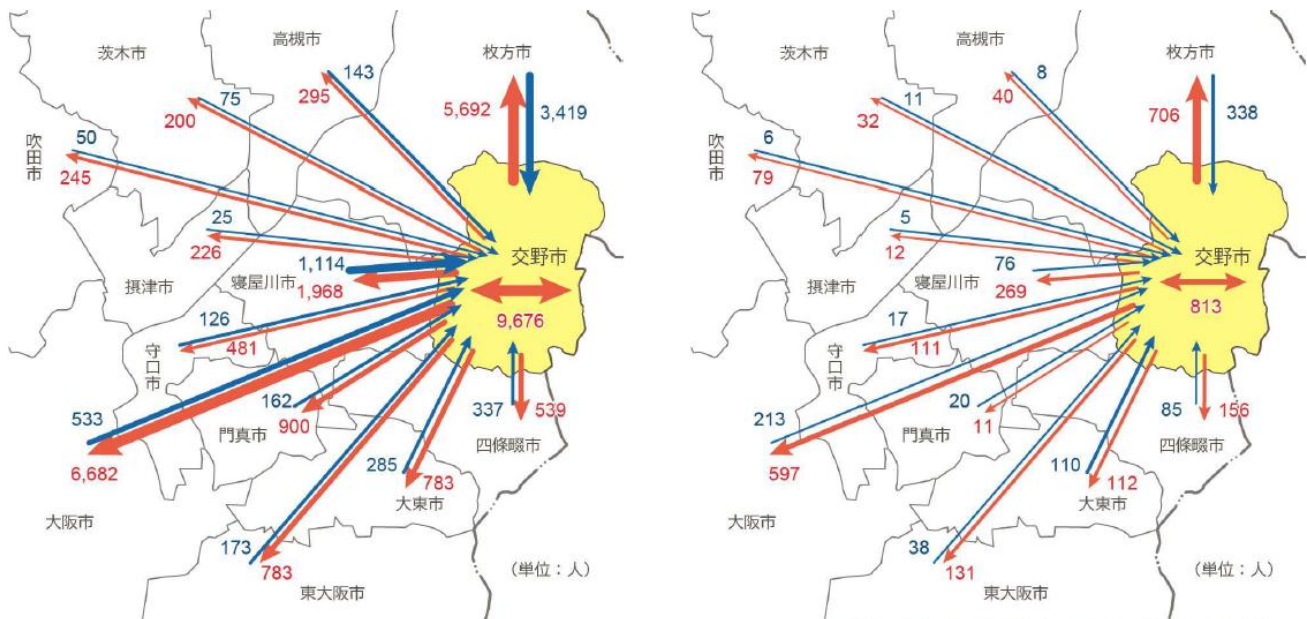 茨木市
高槻市
枚方市
143
295
75
200
5,692
3,419
50
245
吹田市
25
226
1,114
1,968
交野市
9,676
摂津市
寝屋川市
126
481
守口市
533
6,682
162
900
門真市
337
539
四條畷市
285
783
大東市
大阪市
173
783
東大阪市
(単位:人)
茨木市
高槻市
枚方市
8
40
11
32
706
338
6
79
吹田市
5
12
76
269
交野市
813
摂津市
寝屋川市
17
111
守口市
213
597
20
11
門真市
85
156
四條畷市
110
112
大東市
大阪市
38
131
東大阪市
(単位:人)